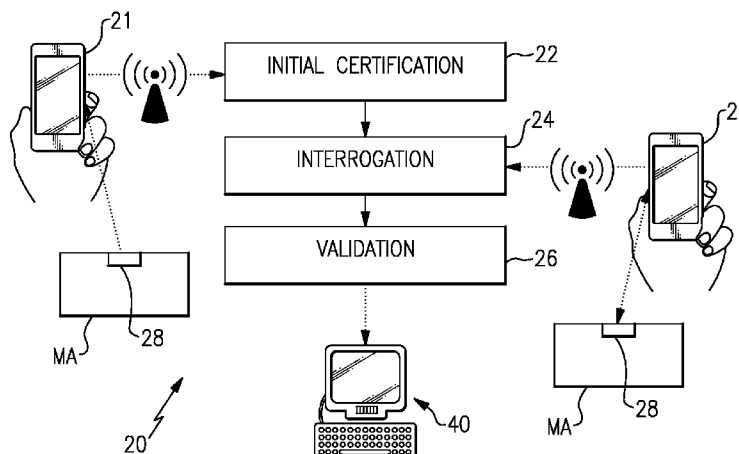 21
INITIAL CERTIFICATION
22
24
2
INTERROGATION
VALIDATION
26
28
MA
28
MA
40
20